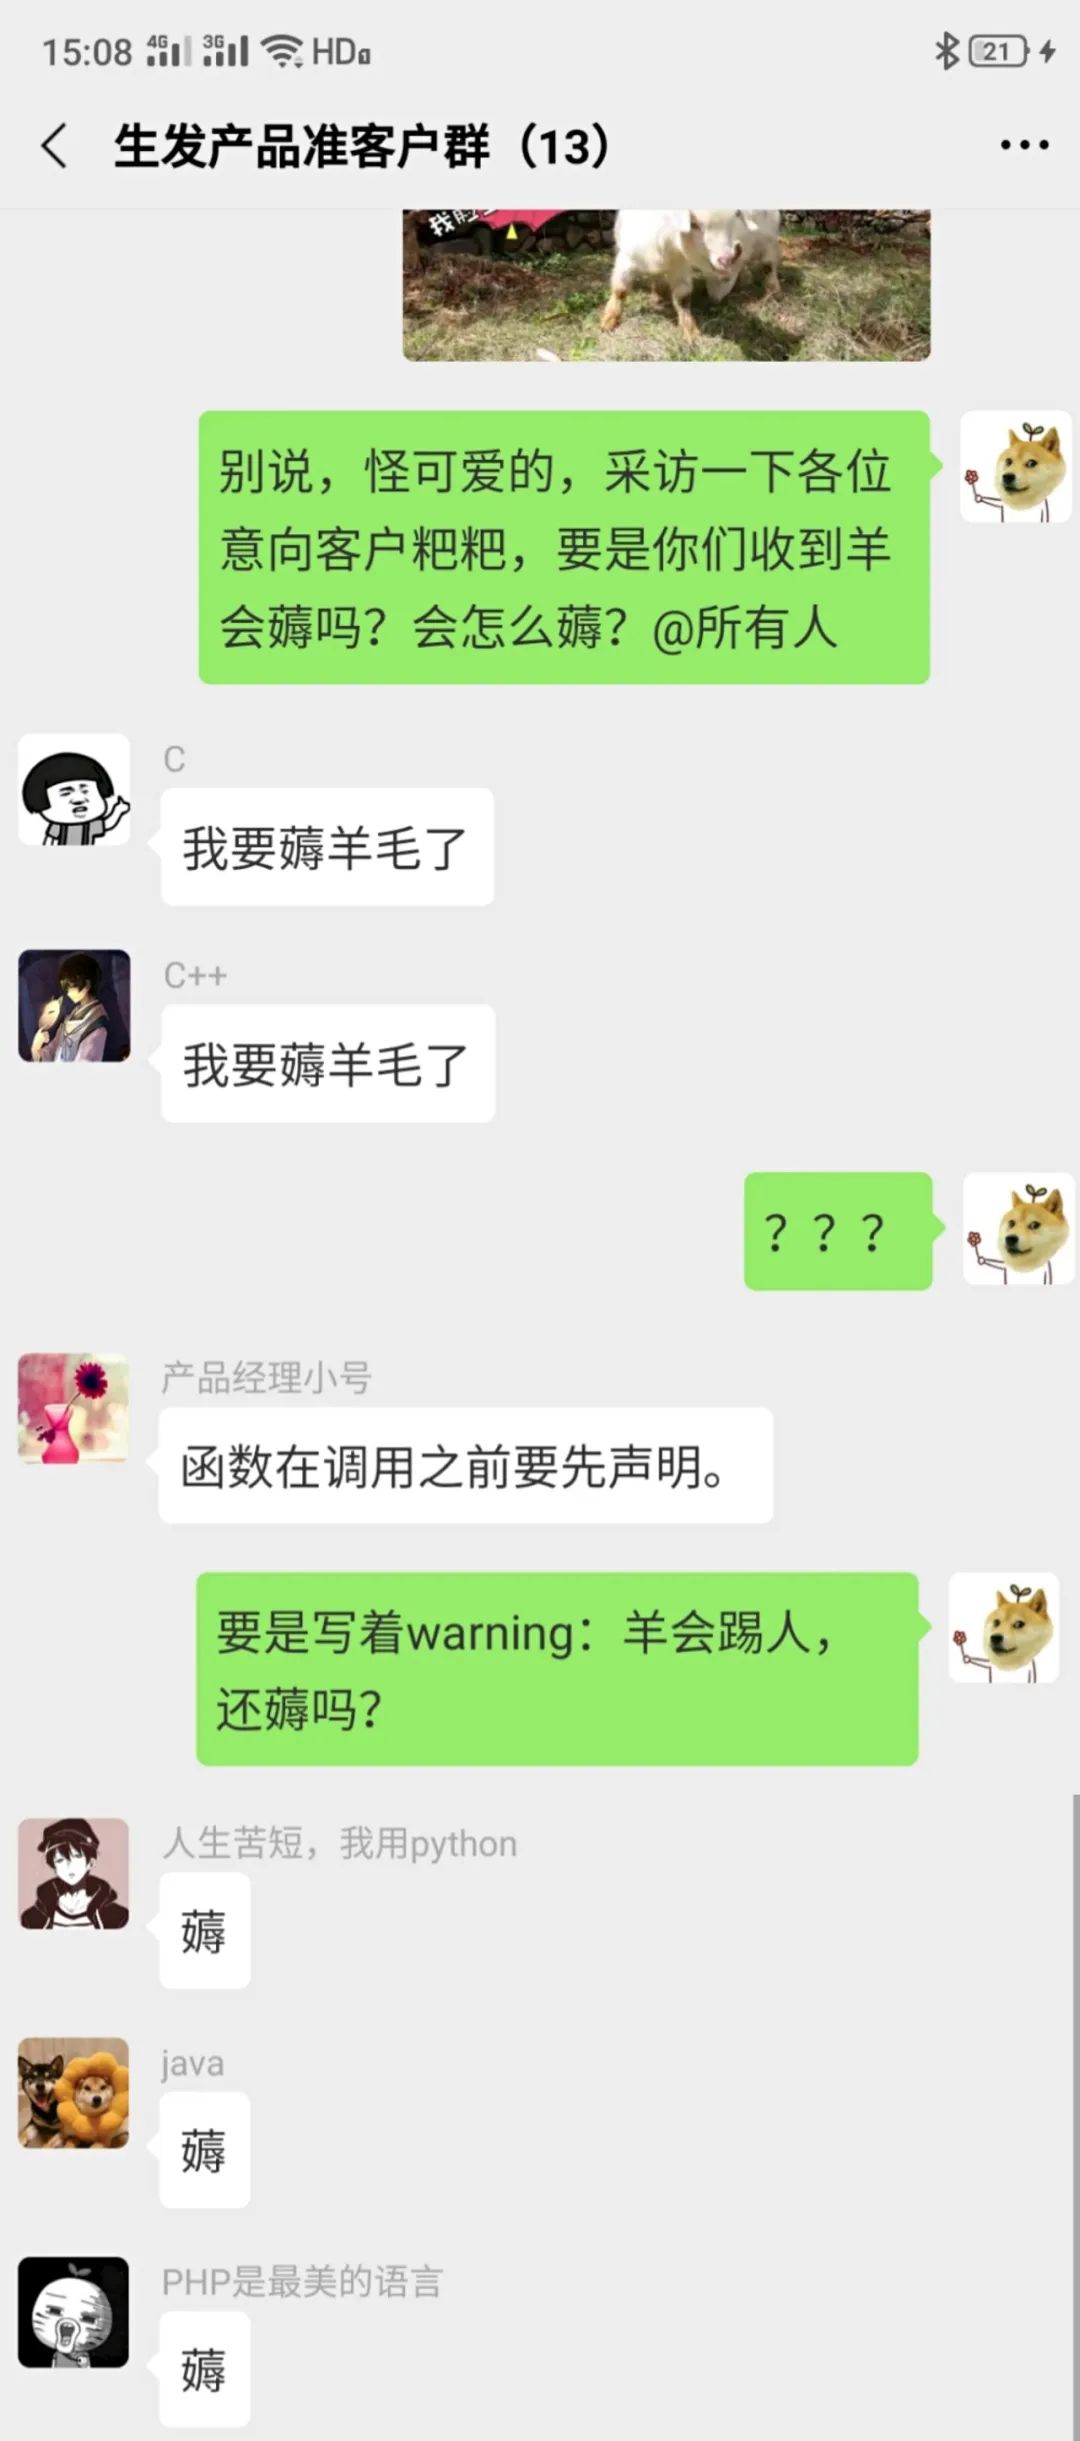 15:08 4G 3G HD 21
生发产品准客户群（13）
我脸
别说，怪可爱的，采访一下各位
意向客户粑粑，要是你们收到羊
会薅吗？会怎么薅？@所有人
C
我要薅羊毛了
C++
我要薅羊毛了
？？？
产品经理小号
函数在调用之前要先声明。
要是写着warning：羊会踢人，
还薅吗？
人生苦短，我用python
薅
java
薅
PHP是最美的语言
薅